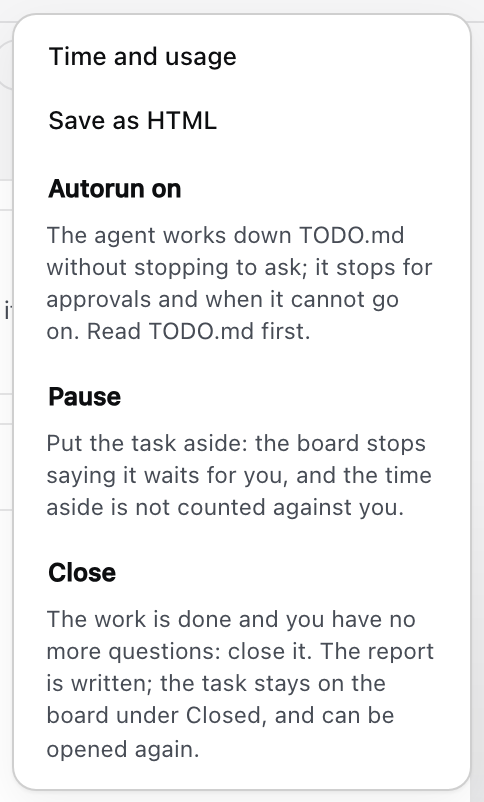 Time and usage
Save as HTML
Autorun on
The agent works down TODO.md
without stopping to ask; it stops for
approvals and when it cannot go
on. Read TODO.md first.
Pause
Put the task aside: the board stops
saying it waits for you, and the time
aside is not counted against you.
Close
The work is done and you have no
more questions: close it. The report
is written; the task stays on the
board under Closed, and can be
opened again.